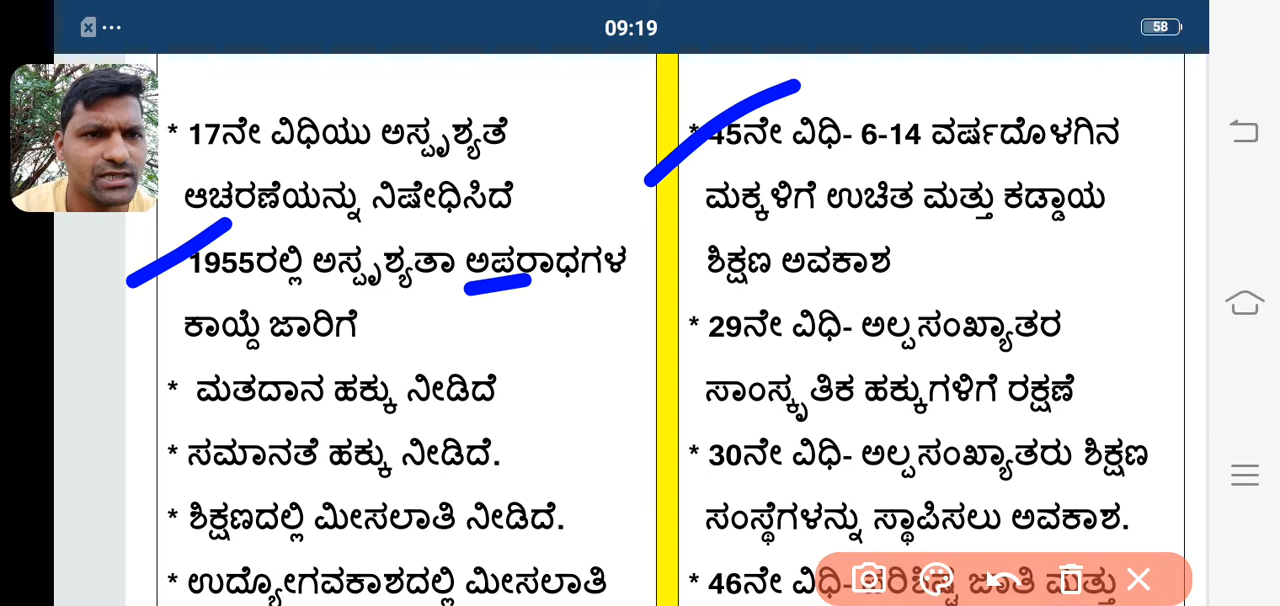 09:19
58
* 17ನೇ ವಿಧಿಯು ಅಸ್ಪೃಶ್ಯತೆ
ಆಚರಣೆಯನ್ನು ನಿಷೇಧಿಸಿದೆ
1955ರಲ್ಲಿ ಅಸ್ಪೃಶ್ಯತಾ ಅಪರಾಧಗಳ
ಕಾಯ್ದೆ ಜಾರಿಗೆ
* ಮತದಾನ ಹಕ್ಕು ನೀಡಿದೆ
* ಸಮಾನತೆ ಹಕ್ಕು ನೀಡಿದೆ.
* ಶಿಕ್ಷಣದಲ್ಲಿ ಮೀಸಲಾತಿ ನೀಡಿದೆ.
* ಉದ್ಯೋಗವಕಾಶದಲ್ಲಿ ಮೀಸಲಾತಿ
* 45ನೇ ವಿಧಿ- 6-14 ವರ್ಷದೊಳಗಿನ
ಮಕ್ಕಳಿಗೆ ಉಚಿತ ಮತ್ತು ಕಡ್ಡಾಯ
ಶಿಕ್ಷಣ ಅವಕಾಶ
* 29ನೇ ವಿಧಿ- ಅಲ್ಪಸಂಖ್ಯಾತರ
ಸಾಂಸ್ಕೃತಿಕ ಹಕ್ಕುಗಳಿಗೆ ರಕ್ಷಣೆ
* 30ನೇ ವಿಧಿ- ಅಲ್ಪಸಂಖ್ಯಾತರು ಶಿಕ್ಷಣ
ಸಂಸ್ಥೆಗಳನ್ನು ಸ್ಥಾಪಿಸಲು ಅವಕಾಶ.
* 46ನೇ ವಿಧಿ- ಪರಿಶಿಷ್ಟ ಜಾತಿ ಮತ್ತು